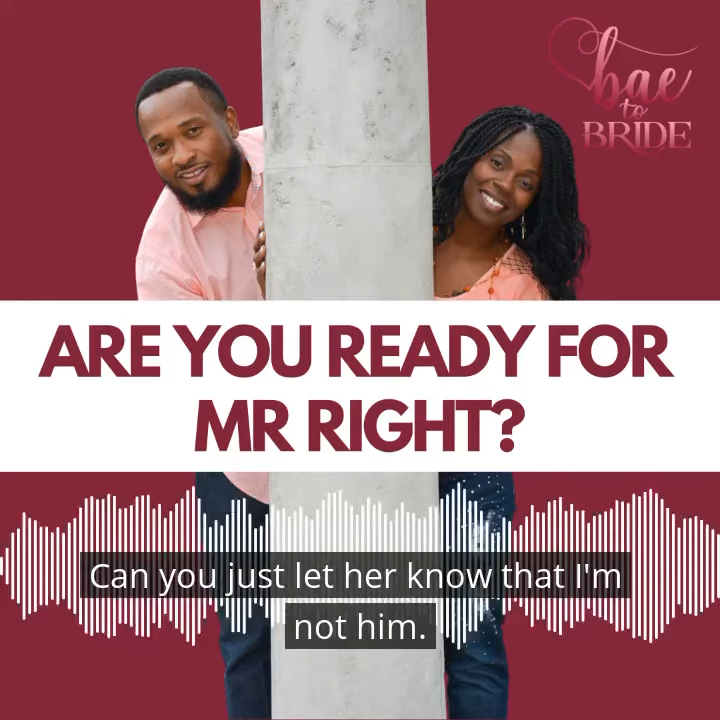 bae
to
BRIDE
ARE YOU READY FOR
MR RIGHT?
Can you just let her know that I'm
not him.